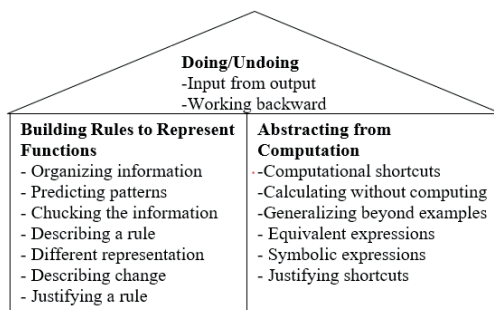 Doing/Undoing
-Input from output
-Working backward
Building Rules to Represent
Functions
- Organizing information
- Predicting patterns
- Chucking the information
- Describing a rule
- Different representation
- Describing change
- Justifying a rule
Abstracting from
Computation
-Computational shortcuts
-Calculating without computing
-Generalizing beyond examples
- Equivalent expressions
- Symbolic expressions
- Justifying shortcuts